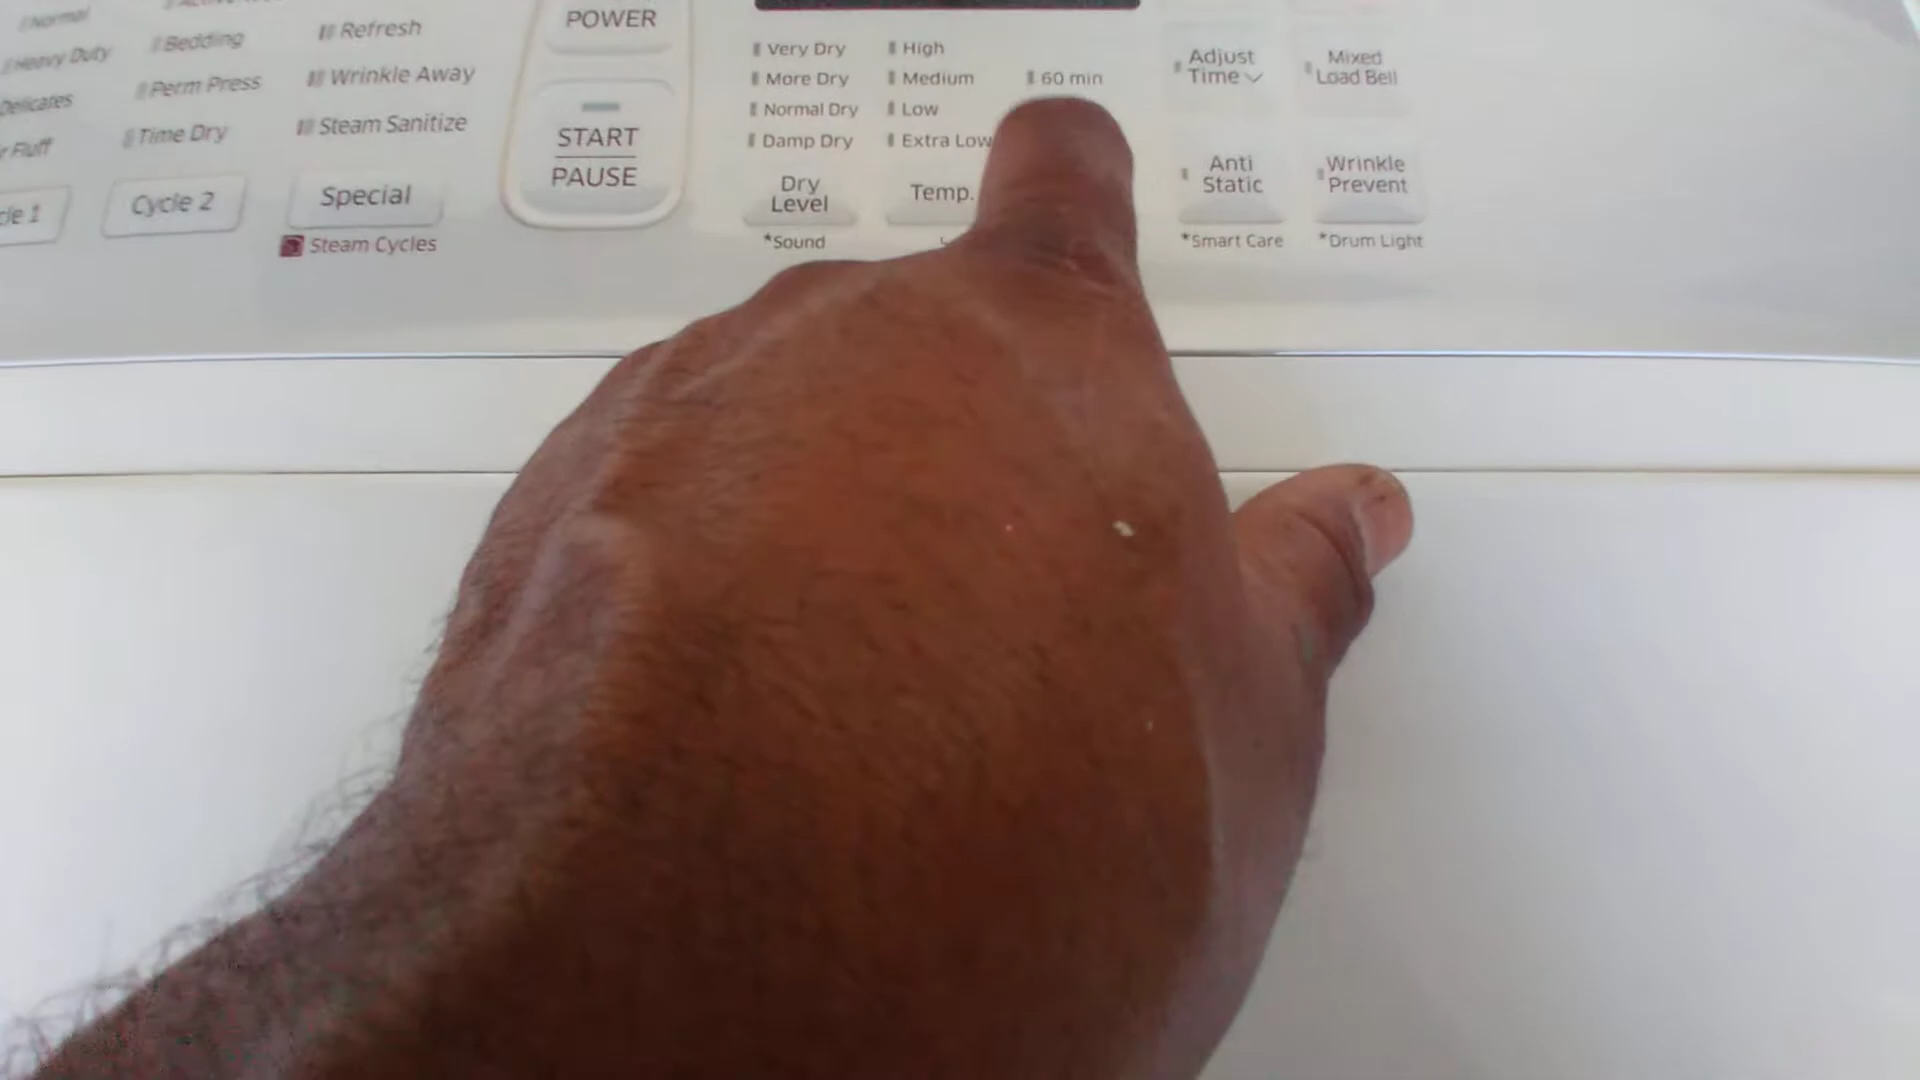 Normal
Heavy Duty
Delicates
Fluff
Bedding
Perm Press
Time Dry
Cycle 2
Refresh
Wrinkle Away
Steam Sanitize
Special
Steam Cycles
POWER
START
PAUSE
Very Dry
More Dry
Normal Dry
Damp Dry
Dry
Level
*Sound
High
Medium
Low
Extra Low
Temp.
60 min
Adjust
Time
Mixed
Load Bell
Anti
Static
*Smart Care
Wrinkle
Prevent
*Drum Light